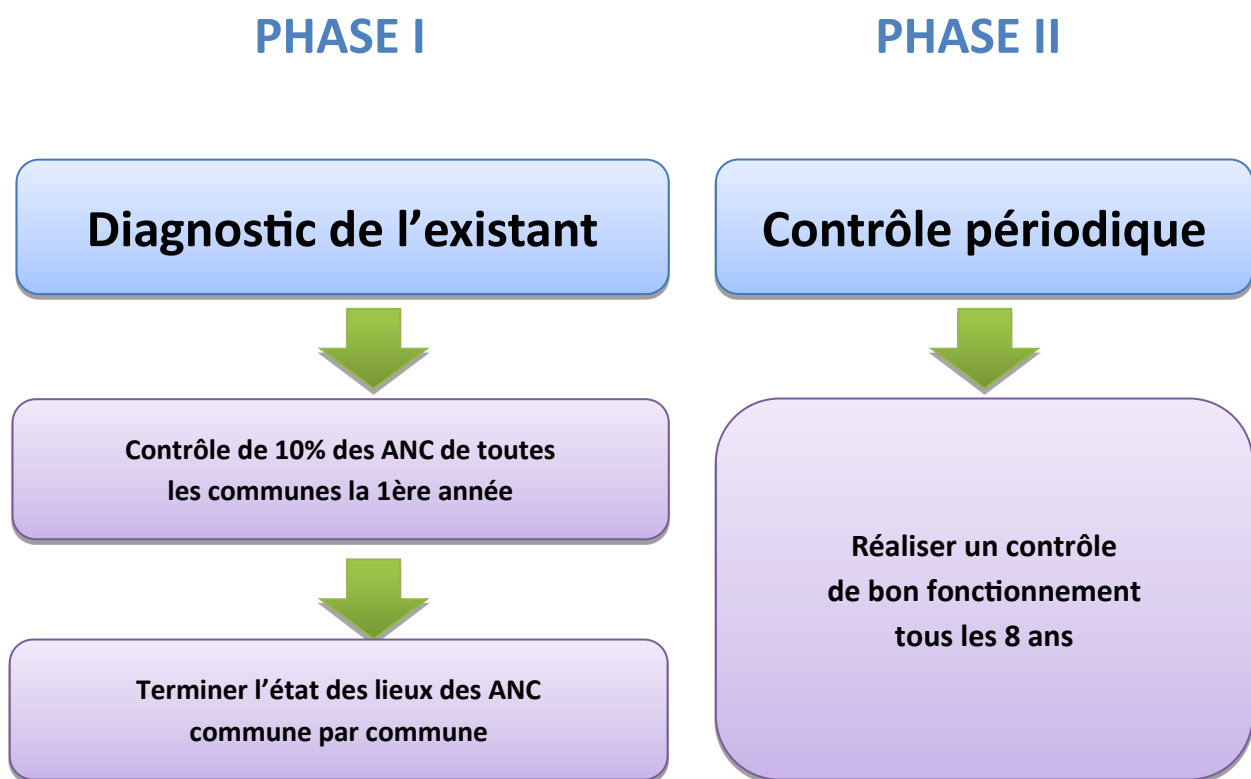 PHASE I
PHASE II
Diagnostic de l’existant
Contrôle périodique
Contrôle de 10% des ANC de toutes
les communes la 1ère année
Terminer l’état des lieux des ANC
commune par commune
Réaliser un contrôle
de bon fonctionnement
tous les 8 ans